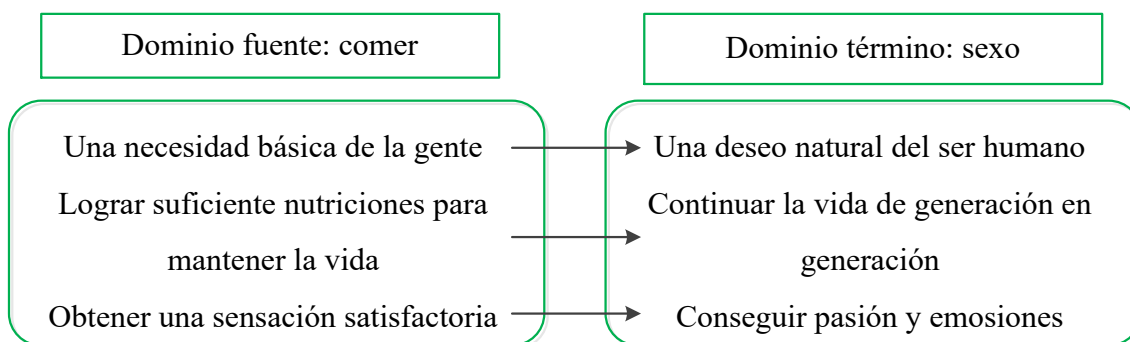 Dominio fuente: comer
Dominio término: sexo
Una necesidad básica de la gente
Lograr suficiente nutriciones para
mantener la vida
Obtener una sensación satisfactoria
Una deseo natural del ser humano
Continuar la vida de generación en
generación
Conseguir pasión y emosiones